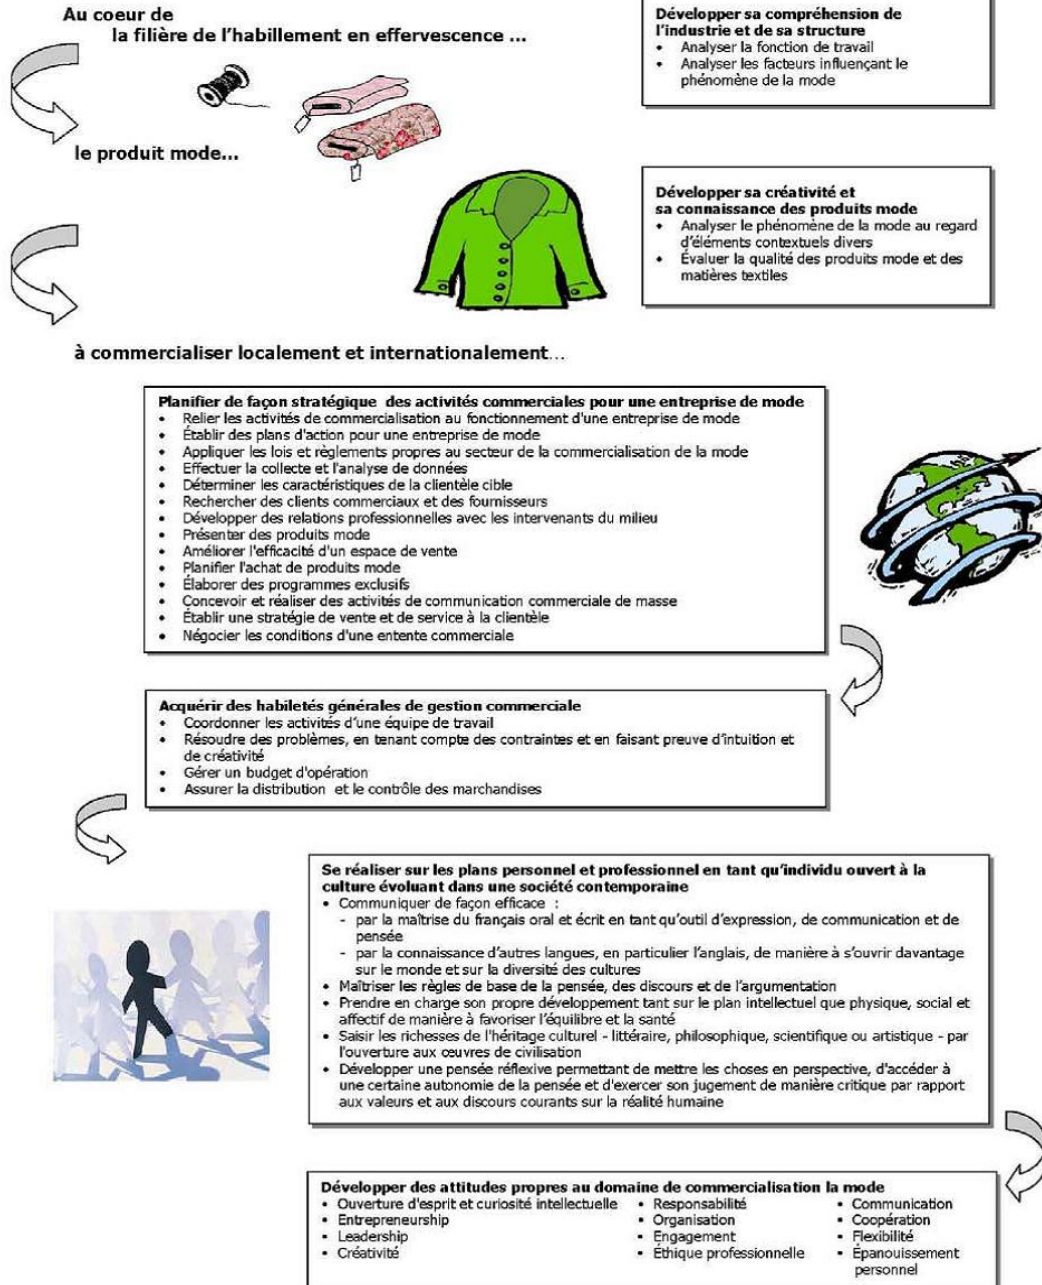 Au coeur de
la filière de l'habillement en effervescence ...
Développer sa compréhension de
l'industrie et de sa structure
• Analyser la fonction de travail
• Analyser les facteurs influençant le
phénomène de la mode
le produit mode...
Développer sa créativité et
sa connaissance des produits mode
• Analyser le phénomène de la mode au regard
d'éléments contextuels divers
• Évaluer la qualité des produits mode et des
matières textiles
à commercialiser localement et internationalement...
Planifier de façon stratégique des activités commerciales pour une entreprise de mode
• Relier les activités de commercialisation au fonctionnement d'une entreprise de mode
• Établir des plans d'action pour une entreprise de mode
• Appliquer les lois et règlements propres au secteur de la commercialisation de la mode
• Effectuer la collecte et l'analyse de données
• Déterminer les caractéristiques de la clientèle cible
• Rechercher des clients commerciaux et des fournisseurs
• Développer des relations professionnelles avec les intervenants du milieu
• Présenter des produits mode
• Améliorer l'efficacité d'un espace de vente
• Planifier l'achat de produits mode
• Élaborer des programmes exclusifs
• Concevoir et réaliser des activités de communication commerciale de masse
• Établir une stratégie de vente et de service à la clientèle
• Négocier les conditions d'une entente commerciale
Acquérir des habiletés générales de gestion commerciale
• Coordonner les activités d'une équipe de travail
• Résoudre des problèmes, en tenant compte des contraintes et en faisant preuve d'intuition et
de créativité
• Gérer un budget d'opération
• Assurer la distribution et le contrôle des marchandises
Se réaliser sur les plans personnel et professionnel en tant qu'individu ouvert à la
culture évoluant dans une société contemporaine
• Communiquer de façon efficace :
- par la maîtrise du français oral et écrit en tant qu'outil d'expression, de communication et de
pensée
- par la connaissance d'autres langues, en particulier l'anglais, de manière à s'ouvrir davantage
sur le monde et sur la diversité des cultures
• Maîtriser les règles de base de la pensée, des discours et de l'argumentation
• Prendre en charge son propre développement tant sur le plan intellectuel que physique, social et
affectif de manière à favoriser l'équilibre et la santé
• Saisir les richesses de l'héritage culturel - littéraire, philosophique, scientifique ou artistique - par
l'ouverture aux œuvres de civilisation
• Développer une pensée réflexive permettant de mettre les choses en perspective, d'accéder à
une certaine autonomie de la pensée et d'exercer son jugement de manière critique par rapport
aux valeurs et aux discours courants sur la réalité humaine
Développer des attitudes propres au domaine de commercialisation la mode
• Ouverture d'esprit et curiosité intellectuelle
• Entrepreneurship
• Leadership
• Créativité
• Responsabilité
• Organisation
• Engagement
• Éthique professionnelle
• Communication
• Coopération
• Flexibilité
• Épanouissement
personnel